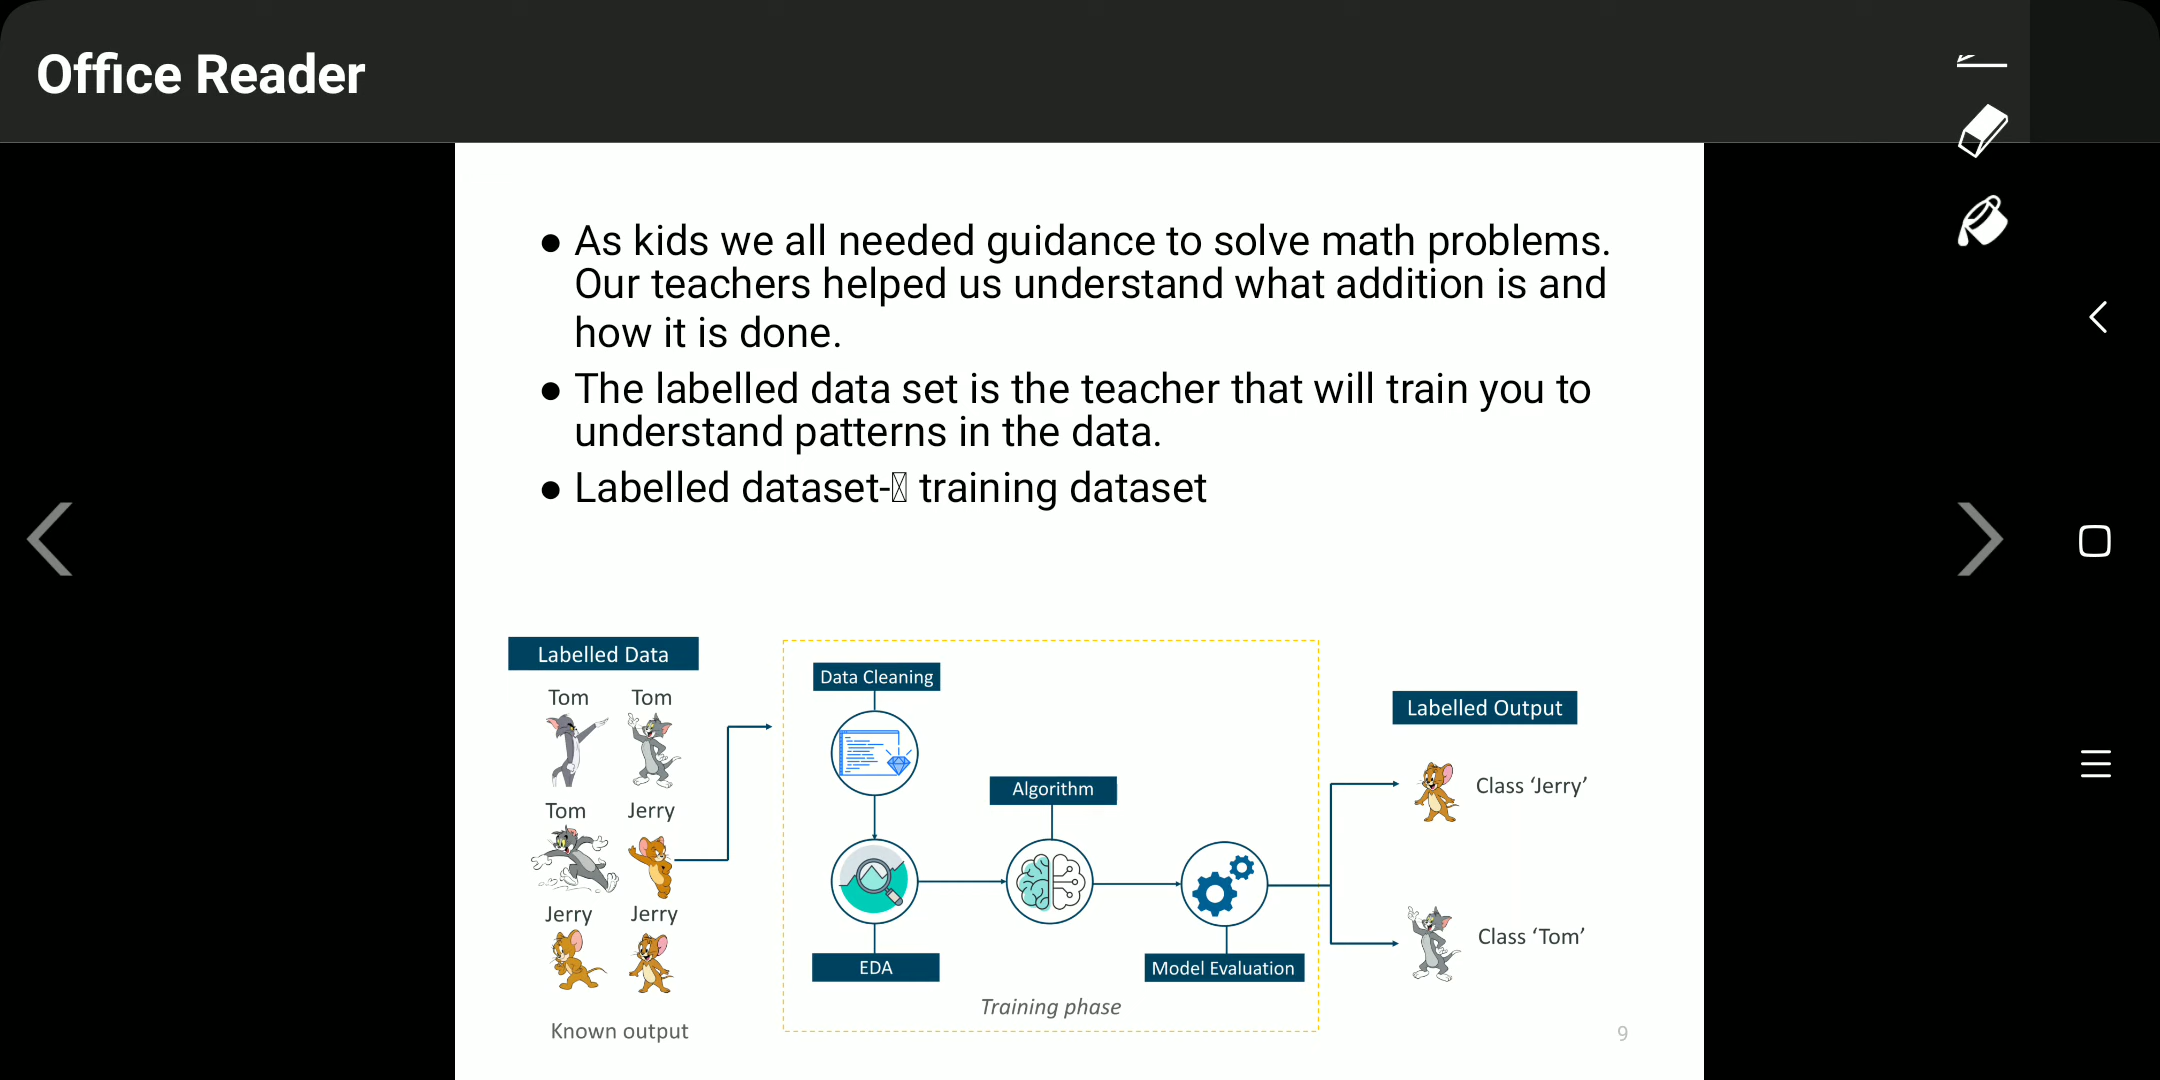 Office Reader
● As kids we all needed guidance to solve math problems.
Our teachers helped us understand what addition is and
how it is done.
● The labelled data set is the teacher that will train you to
understand patterns in the data.
● Labelled dataset- training dataset
Labelled Data
Tom Tom
Tom Jerry
Jerry Jerry
Known output
Data Cleaning
Algorithm
EDA
Model Evaluation
Training phase
Labelled Output
Class ‘Jerry’
Class ‘Tom’
9